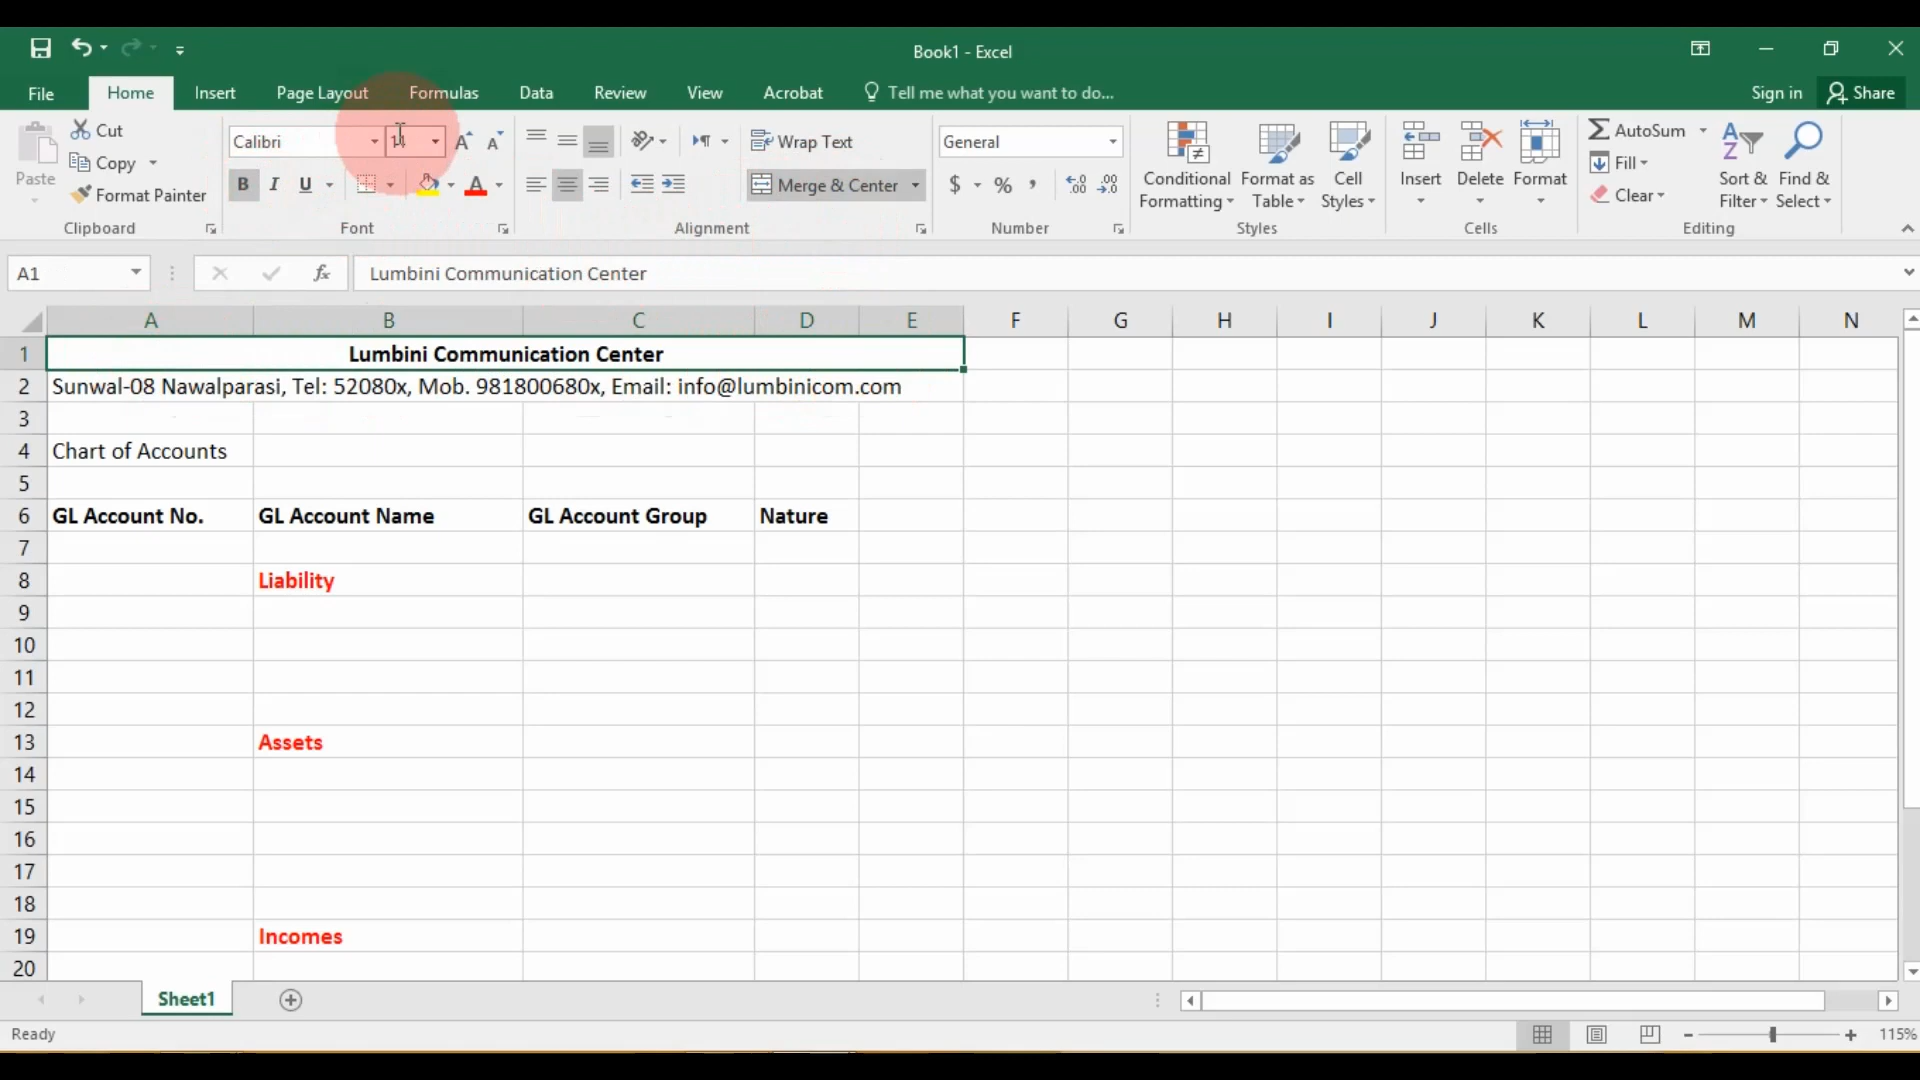 Book1 - Excel
File Home Insert Page Layout Formulas Data Review View Acrobat Tell me what you want to do... Sign in Share
Paste Cut Copy Format Painter Clipboard
Calibri
B I U A A A Font
Wrap Text
Merge & Center
Alignment
General
$ % , .00 .0
Number
Conditional Formatting Format as Table Cell Styles
Styles
Insert Delete Format
Cells
AutoSum
Fill
Clear
Sort & Filter Find & Select
Editing
A1 fx Lumbini Communication Center
A B C D E F G H I J K L M N
1 Lumbini Communication Center
2 Sunwal-08 Nawalparasi, Tel: 52080x, Mob. 981800680x, Email: info@lumbinicom.com
3
4 Chart of Accounts
5
6 GL Account No. GL Account Name GL Account Group Nature
7
8 Liability
9
10
11
12
13 Assets
14
15
16
17
18
19 Incomes
20
Sheet1
Ready 115%